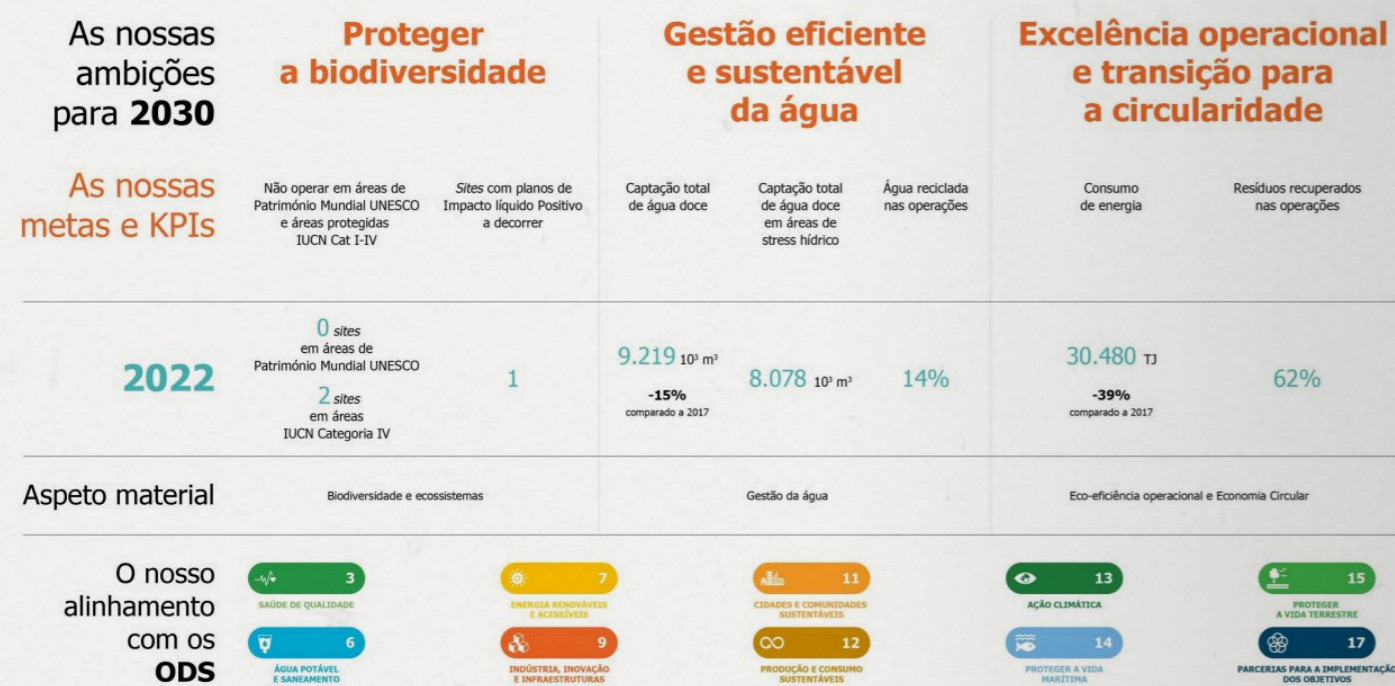 As nossas
ambições
para 2030
Proteger
a biodiversidade
Gestão eficiente
e sustentável
da água
Excelência operacional
e transição para
a circularidade
As nossas
metas e KPIs
Não operar em áreas de
Património Mundial UNESCO
e áreas protegidas
IUCN Cat I-IV
Sites com planos de
Impacto líquido Positivo
a decorrer
Captação total
de água doce
Captação total
de água doce
em áreas de
stress hídrico
Água reciclada
nas operações
Consumo
de energia
Resíduos recuperados
nas operações
2022
0 sites
em áreas de
Património Mundial UNESCO
2 sites
em áreas
IUCN Categoria IV
1
9.219 10³ m³
-15%
comparado a 2017
8.078 10³ m³
14%
30.480 TJ
-39%
comparado a 2017
62%
Aspeto material
Biodiversidade e ecossistemas
Gestão da água
Eco-eficiência operacional e Economia Circular
O nosso
alinhamento
com os
ODS
3
SAÚDE DE QUALIDADE
7
ENERGIA RENOVÁVEIS
E ACESSÍVEIS
11
CIDADES E COMUNIDADES
SUSTENTÁVEIS
13
AÇÃO CLIMÁTICA
15
PROTEGER
A VIDA TERRESTRE
6
ÁGUA POTÁVEL
E SANEAMENTO
9
INDÚSTRIA, INOVAÇÃO
E INFRAESTRUTURAS
12
PRODUÇÃO E CONSUMO
SUSTENTÁVEIS
14
PROTEGER A VIDA
MARÍTIMA
17
PARCERIAS PARA A IMPLEMENTAÇÃO
DOS OBJETIVOS